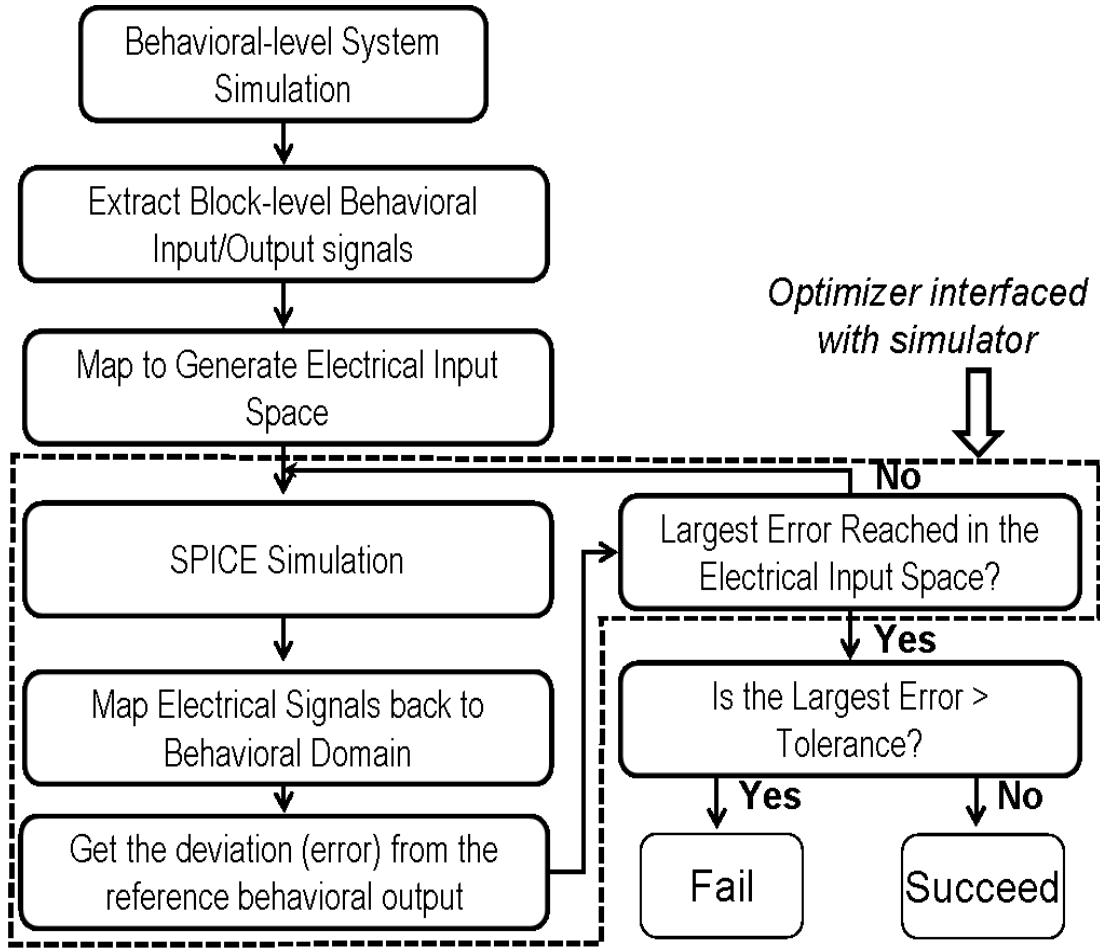 Behavioral-level System
Simulation
Extract Block-level Behavioral
Input/Output signals
Map to Generate Electrical Input
Space
Optimizer interfaced
with simulator
SPICE Simulation
Map Electrical Signals back to
Behavioral Domain
Get the deviation (error) from the
reference behavioral output
No
Largest Error Reached in the
Electrical Input Space?
Yes
Is the Largest Error >
Tolerance?
Yes
No
Fail
Succeed